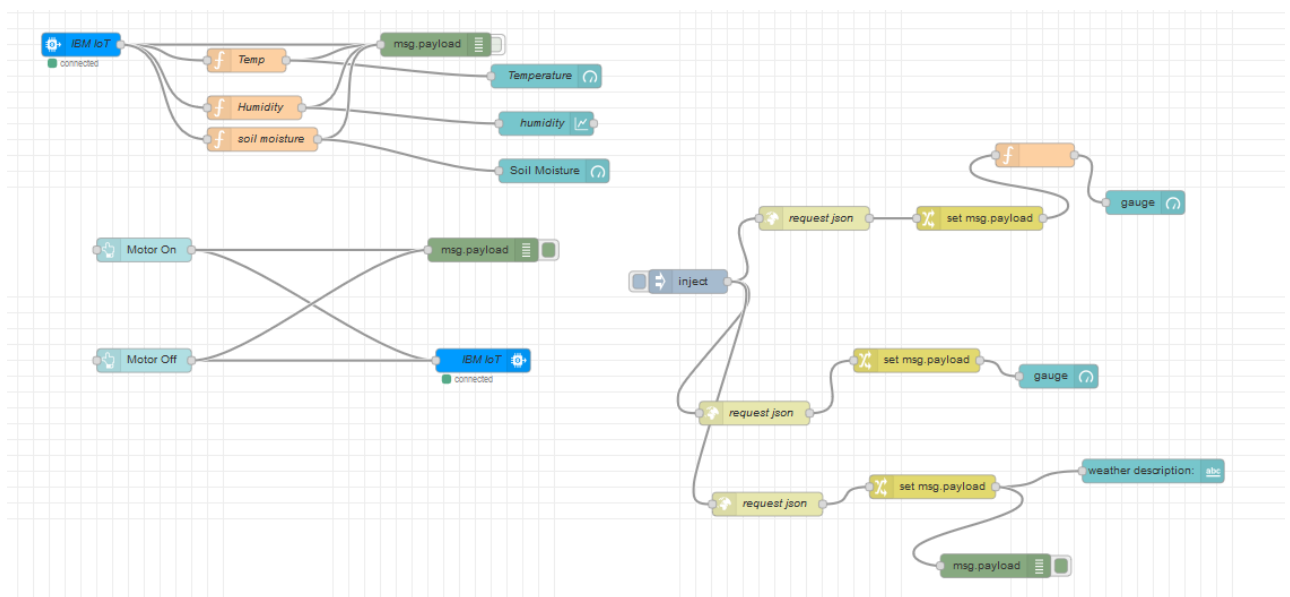 IBM IoT
connected
Temp
Humidity
soil moisture
msg.payload
Temperature
humidity
Soil Moisture
Motor On
Motor Off
msg.payload
IBM IoT
connected
inject
request json
set msg.payload
f
gauge
request json
set msg.payload
gauge
request json
set msg.payload
weather description:
abc
msg.payload